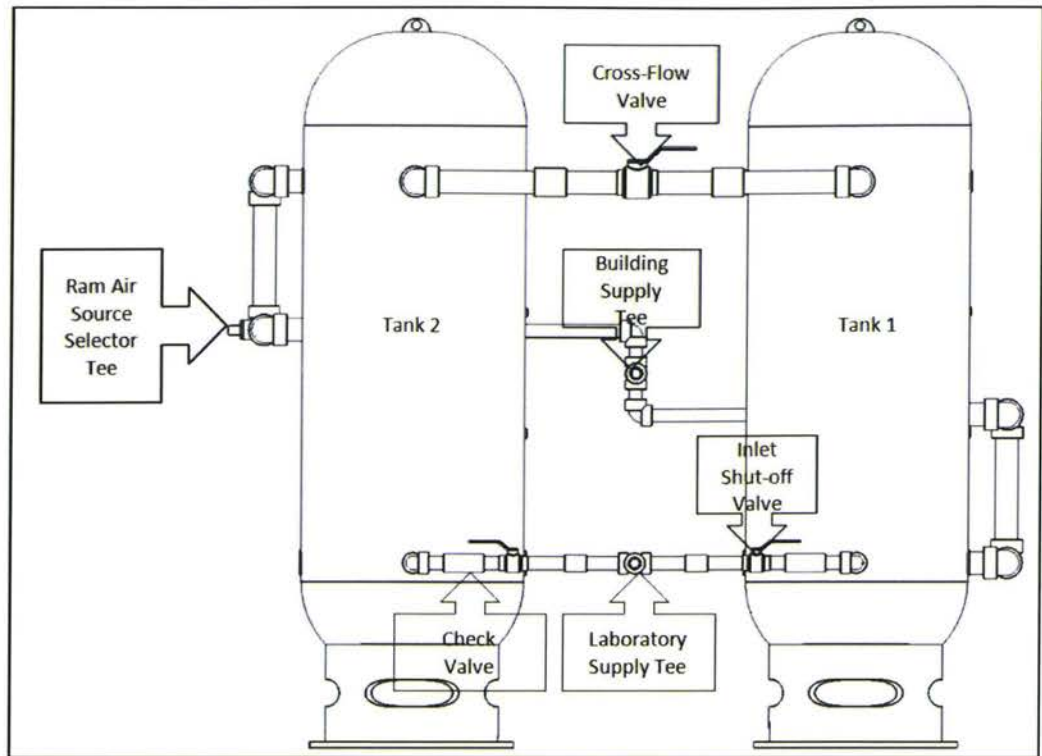 Cross-Flow
Valve
Ram Air
Source
Selector
Tee
Tank 2
Building
Supply
Tee
Tank 1
Inlet
Shut-off
Valve
Check
Valve
Laboratory
Supply Tee